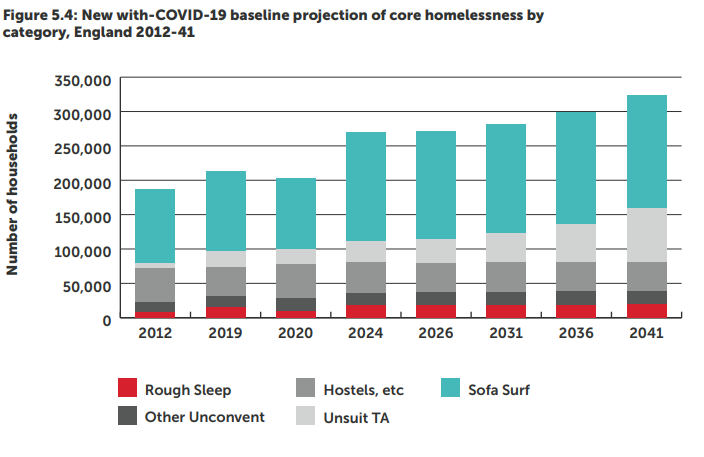 Figure 5.4: New with-COVID-19 baseline projection of core homelessness by
category, England 2012-41
Number of households
350,000
300,000
250,000
200,000
150,000
100,000
50,000
0
2012 2019 2020 2024 2026 2031 2036 2041
Rough Sleep Hostels, etc Sofa Surf
Other Unconvent Unsuit TA